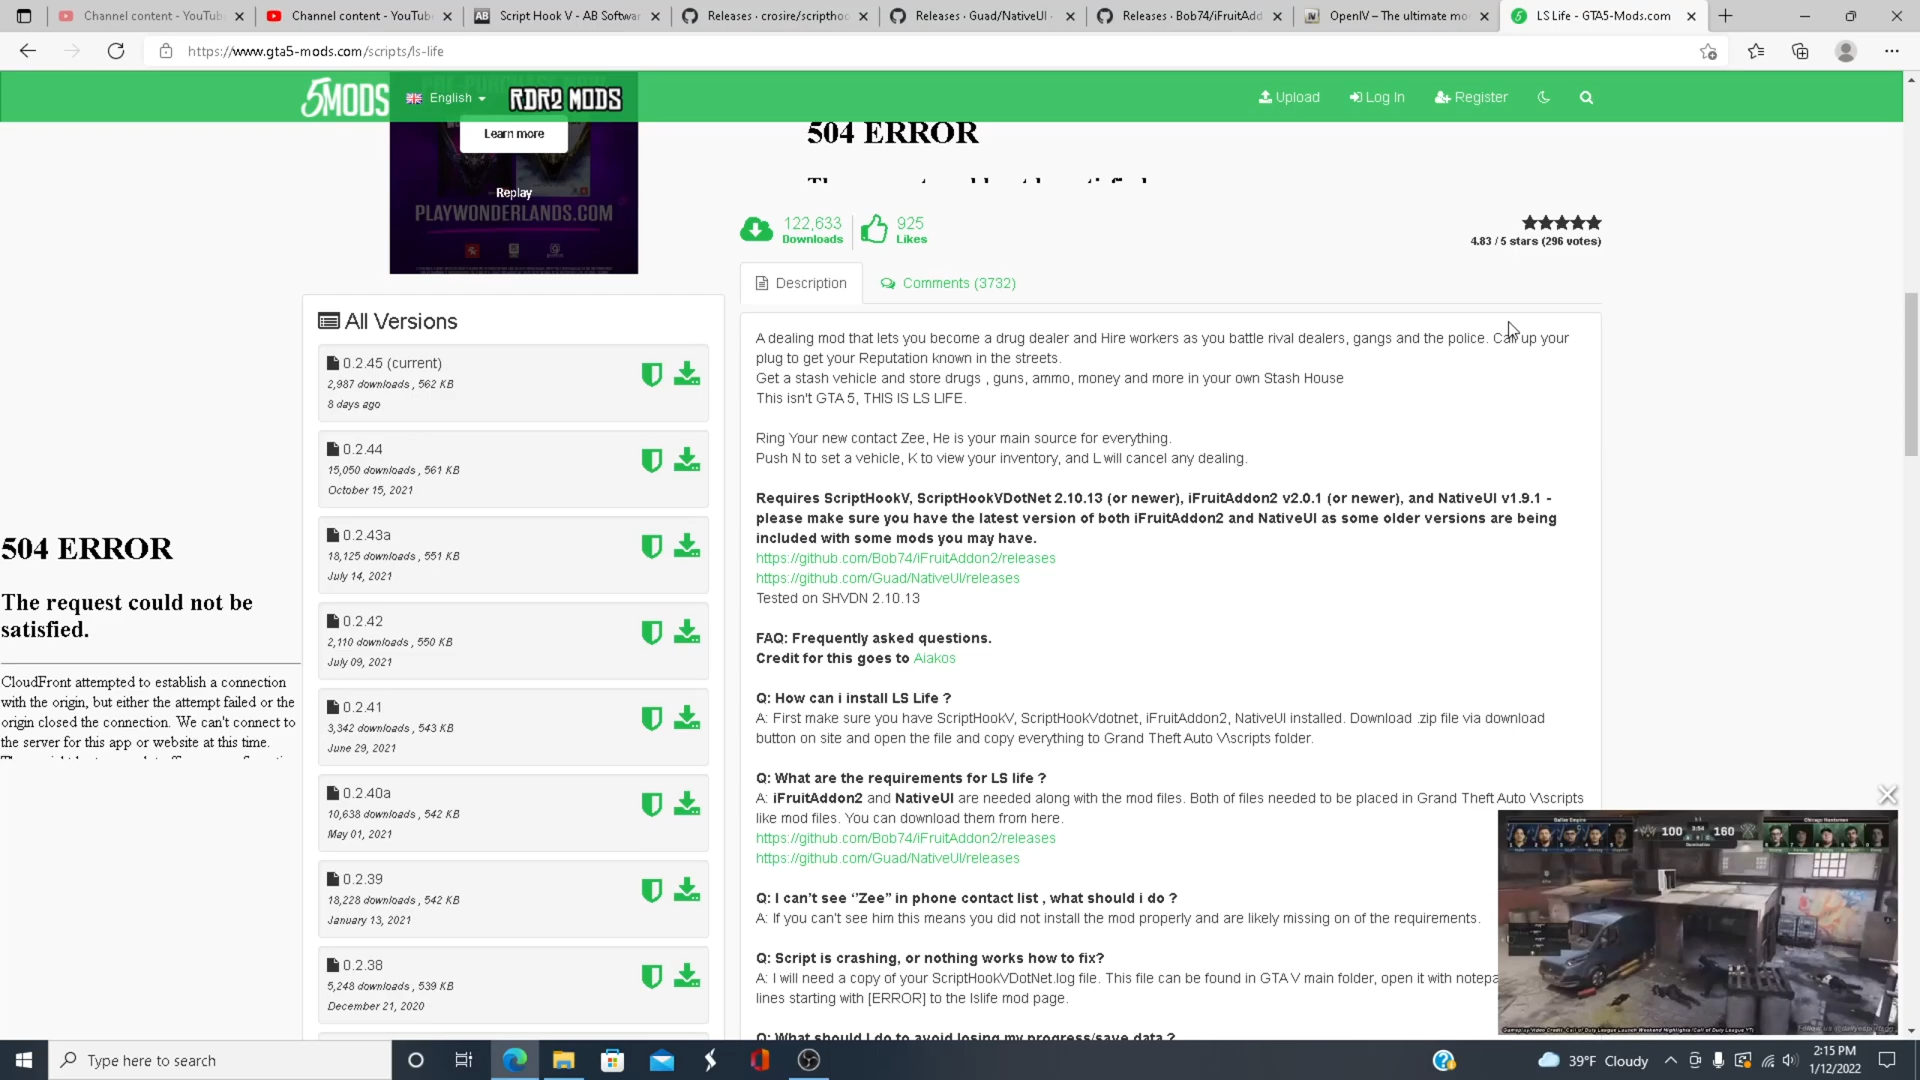 Channel content - YouTub
Channel content - YouTub
AB Script Hook V - AB Softwar
Releases · crosire/scripthoo
Releases · Guad/NativeUI ·
Releases · Bob74/iFruitAdd
OpenIV – The ultimate mo
LS Life - GTA5-Mods.com
https://www.gta5-mods.com/scripts/ls-life
5MODS
English
RDR2 MODS
Upload
Log In
Register
Learn more
Replay
PLAYWONDERLANDS.COM
504 ERROR
122,633
Downloads
925
Likes
4.83 / 5 stars (296 votes)
Description
Comments (3732)
All Versions
0.2.45 (current)
2,987 downloads , 562 KB
8 days ago
0.2.44
15,050 downloads , 561 KB
October 15, 2021
0.2.43a
18,125 downloads , 551 KB
July 14, 2021
0.2.42
2,110 downloads , 550 KB
July 09, 2021
0.2.41
3,342 downloads , 543 KB
June 29, 2021
0.2.40a
10,638 downloads , 542 KB
May 01, 2021
0.2.39
18,228 downloads , 542 KB
January 13, 2021
0.2.38
5,248 downloads , 539 KB
December 21, 2020
504 ERROR
The request could not be
satisfied.
CloudFront attempted to establish a connection
with the origin, but either the attempt failed or the
origin closed the connection. We can't connect to
the server for this app or website at this time.
A dealing mod that lets you become a drug dealer and Hire workers as you battle rival dealers, gangs and the police. Call up your
plug to get your Reputation known in the streets.
Get a stash vehicle and store drugs , guns, ammo, money and more in your own Stash House
This isn't GTA 5, THIS IS LS LIFE.
Ring Your new contact Zee, He is your main source for everything.
Push N to set a vehicle, K to view your inventory, and L will cancel any dealing.
Requires ScriptHookV, ScriptHookVDotNet 2.10.13 (or newer), iFruitAddon2 v2.0.1 (or newer), and NativeUI v1.9.1 -
please make sure you have the latest version of both iFruitAddon2 and NativeUI as some older versions are being
included with some mods you may have.
https://github.com/Bob74/iFruitAddon2/releases
https://github.com/Guad/NativeUI/releases
Tested on SHVDN 2.10.13
FAQ: Frequently asked questions.
Credit for this goes to Aiakos
Q: How can i install LS Life ?
A: First make sure you have ScriptHookV, ScriptHookVdotnet, iFruitAddon2, NativeUI installed. Download .zip file via download
button on site and open the file and copy everything to Grand Theft Auto V\scripts folder.
Q: What are the requirements for LS life ?
A: iFruitAddon2 and NativeUI are needed along with the mod files. Both of files needed to be placed in Grand Theft Auto V\scripts
like mod files. You can download them from here.
https://github.com/Bob74/iFruitAddon2/releases
https://github.com/Guad/NativeUI/releases
Q: I can't see ‘’Zee’’ in phone contact list , what should i do ?
A: If you can't see him this means you did not install the mod properly and are likely missing on of the requirements.
Q: Script is crashing, or nothing works how to fix?
A: I will need a copy of your ScriptHookVDotNet.log file. This file can be found in GTA V main folder, open it with notepa
lines starting with [ERROR] to the lslife mod page.
Q: What should I do to avoid losing my progress/save data ?
Dallas Empire
100
3:54
160
Domination
Type here to search
39°F Cloudy
2:15 PM
1/12/2022